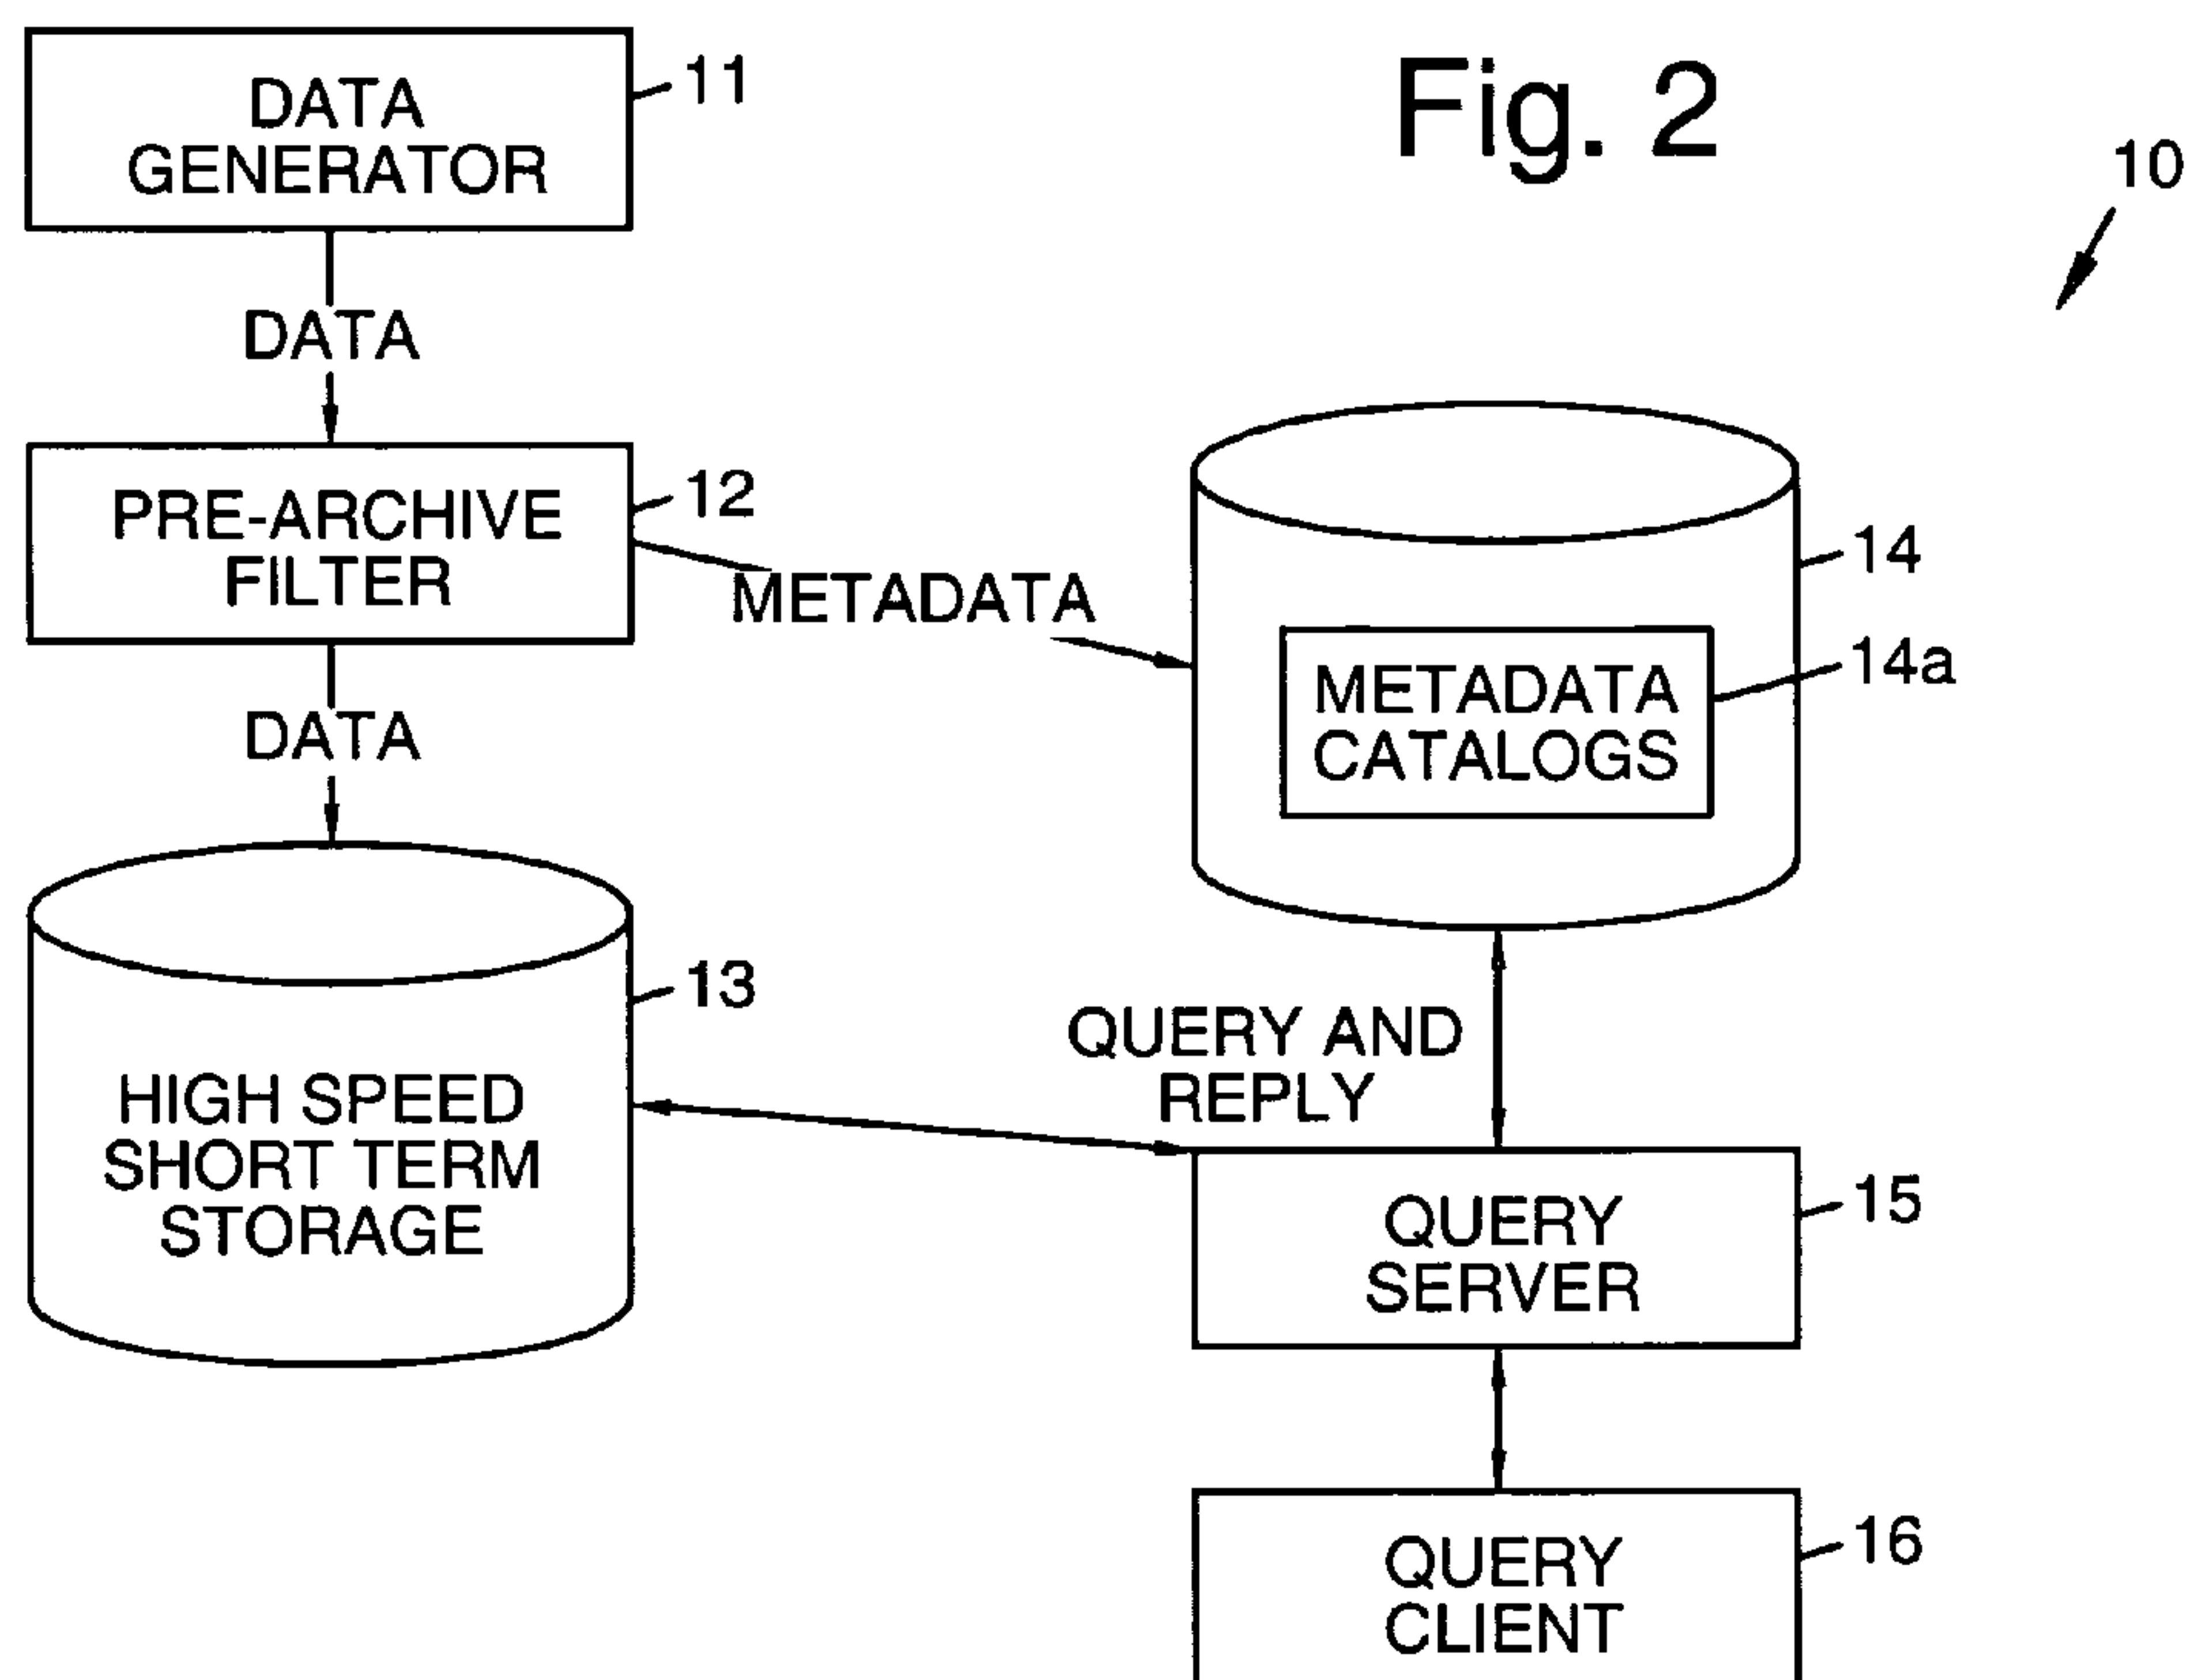 Fig. 2
10
DATA
GENERATOR
11
DATA
PRE-ARCHIVE
FILTER
12
METADATA
14
METADATA
CATALOGS
14a
DATA
13
HIGH SPEED
SHORT TERM
STORAGE
QUERY AND
REPLY
QUERY
SERVER
15
QUERY
CLIENT
16